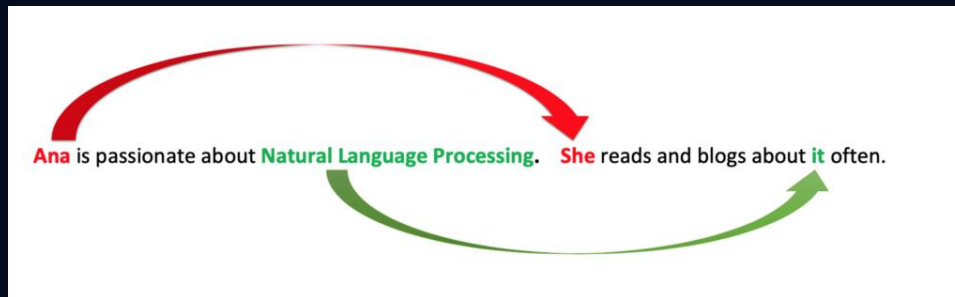 Ana is passionate about Natural Language Processing. She reads and blogs about it often.